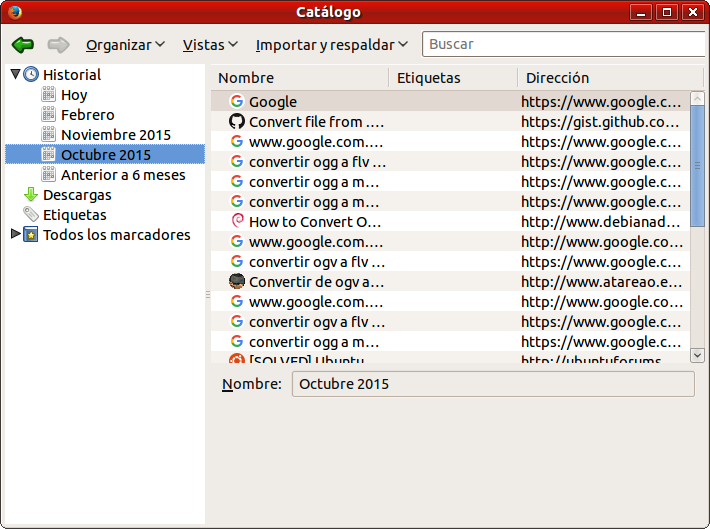 Catálogo
Organizar Vistas Importar y respaldar Buscar
Historial
Hoy
Febrero
Noviembre 2015
Octubre 2015
Anterior a 6 meses
Descargas
Etiquetas
Todos los marcadores
Nombre Etiquetas Dirección
Google https://www.google.c...
Convert file from .... https://gist.github.co...
www.google.com.... https://www.google.c...
convertir ogg a flv ... https://www.google.c...
convertir ogg a m... https://www.google.c...
convertir ogg a m... https://www.google.c...
How to Convert O... http://www.debianad...
www.google.com.... http://www.google.co...
convertir ogv a flv ... https://www.google.c...
Convertir de ogv a... http://www.atareao.e...
www.google.com.... http://www.google.co...
convertir ogv a flv ... https://www.google.c...
convertir ogg a m... https://www.google.c...
[SOLVED] Ubuntu http://ubuntuforums
Nombre: Octubre 2015